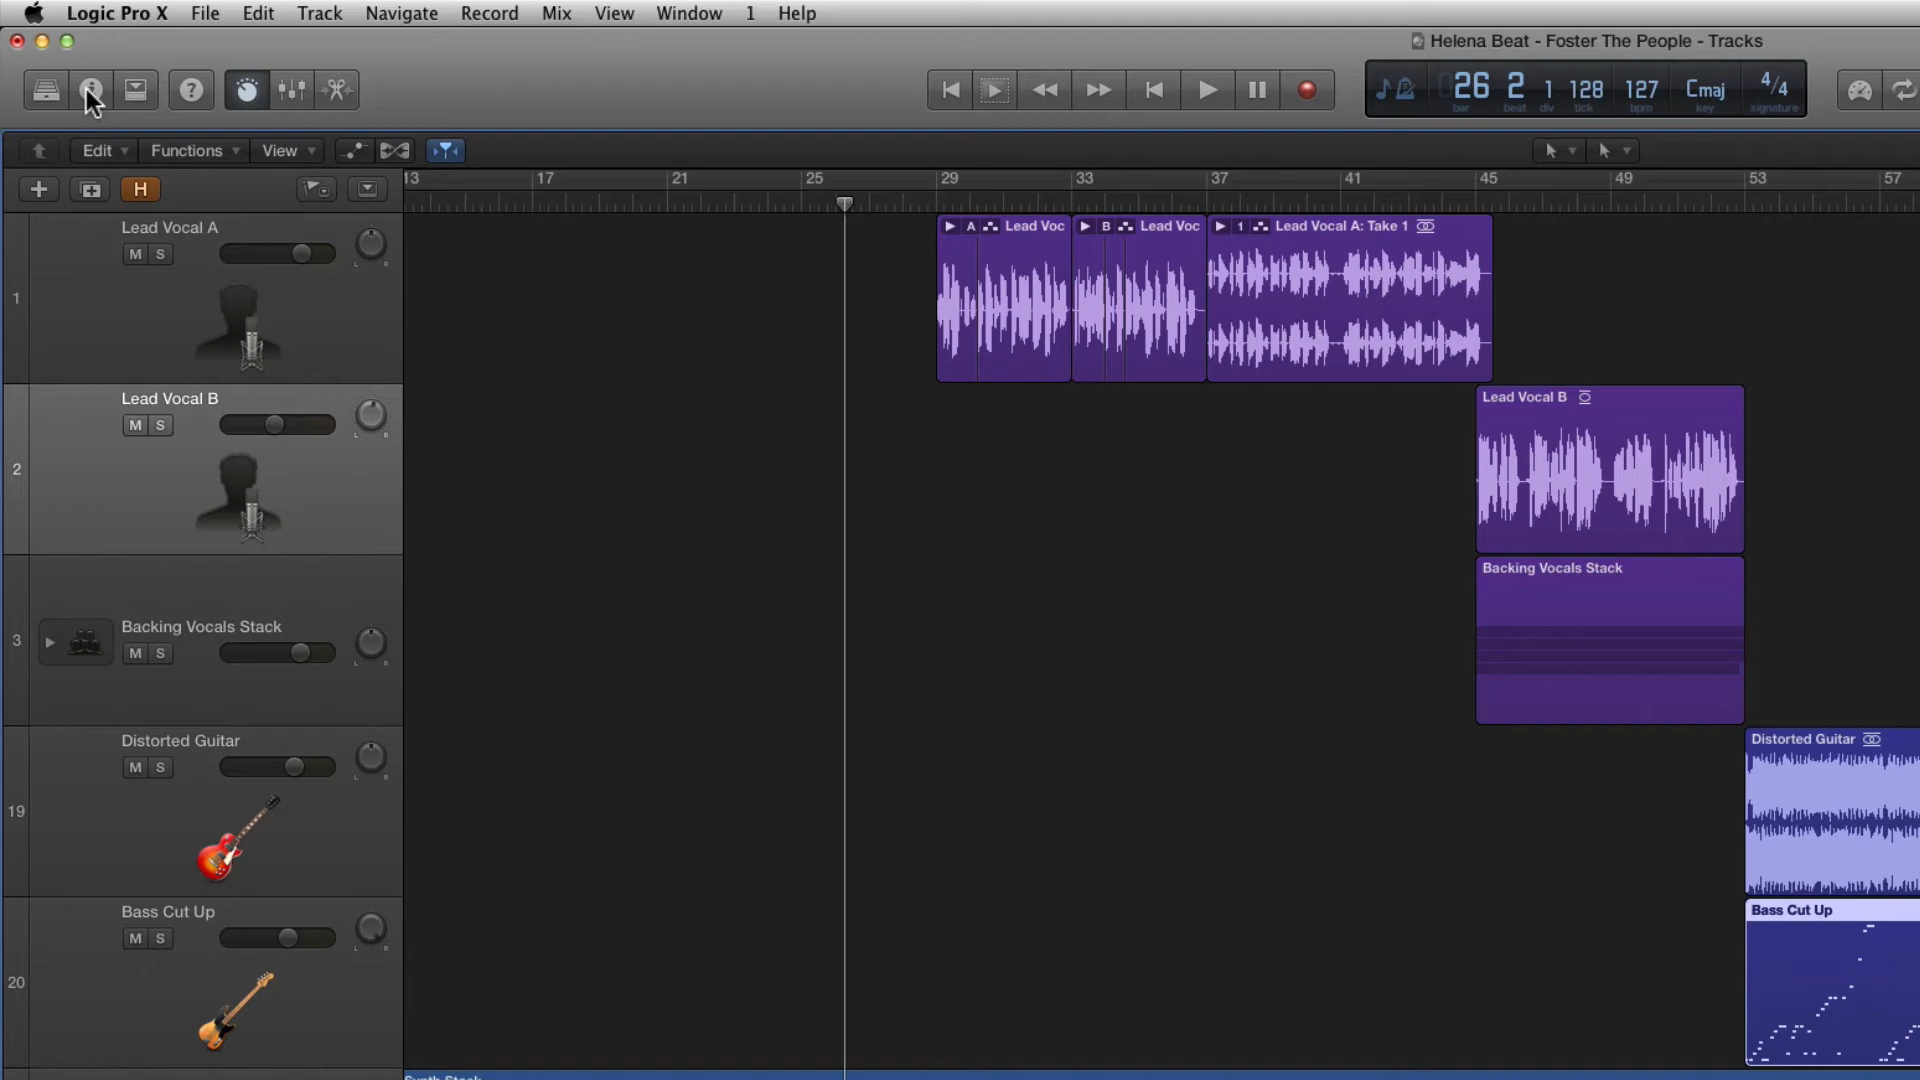 Logic Pro X File Edit Track Navigate Record Mix View Window 1 Help
Helena Beat - Foster The People - Tracks
26 2 1 128 127 Cmaj 4/4
bar beat div tick bpm key signature
Edit Functions View
H
13 17 21 25 29 33 37 41 45 49 53 57
Lead Vocal A
M S
L R
1
A Lead Voc
B Lead Voc
1 Lead Vocal A: Take 1
Lead Vocal B
M S
L R
2
Lead Vocal B
Backing Vocals Stack
M S
L R
3
Backing Vocals Stack
Distorted Guitar
M S
L R
19
Distorted Guitar
Bass Cut Up
M S
L R
20
Bass Cut Up